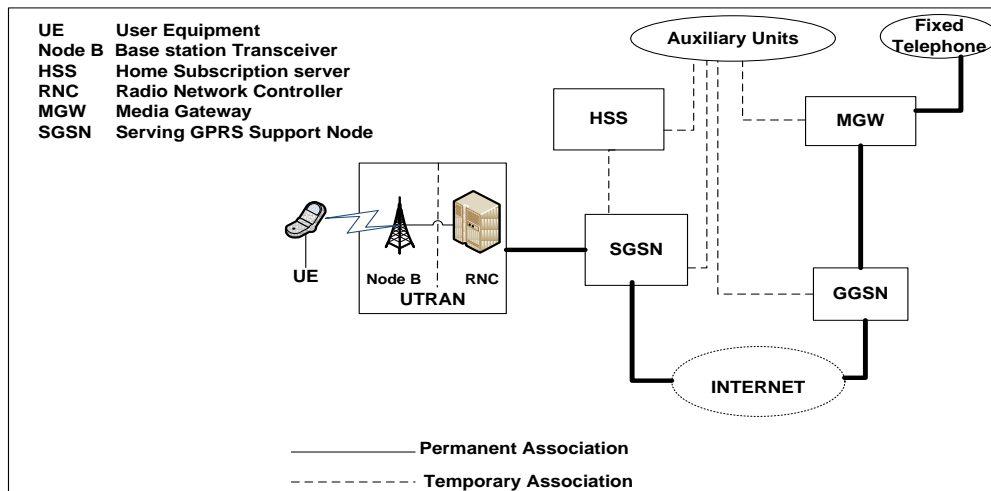 UE User Equipment
Node B Base station Transceiver
HSS Home Subscription server
RNC Radio Network Controller
MGW Media Gateway
SGSN Serving GPRS Support Node
Auxiliary Units
Fixed
Telephone
HSS
MGW
SGSN
UE
Node B
RNC
UTRAN
GGSN
INTERNET
Permanent Association
Temporary Association